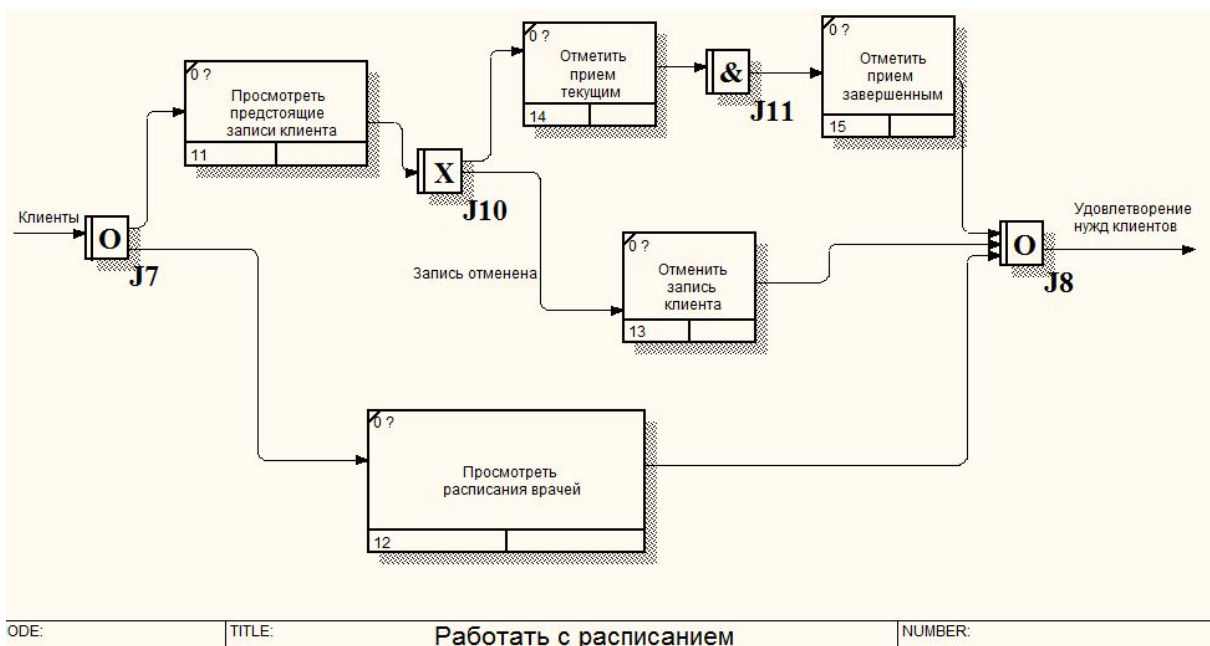 0 ?
Отметить
прием
текущим
14
&
J11
0 ?
Отметить
прием
завершенным
15
0 ?
Просмотреть
предстоящие
записи клиента
11
X
J10
Клиенты
O
J7
Запись отменена
0 ?
Отменить
запись
клиента
13
Удовлетворение
нужд клиентов
O
J8
0 ?
Просмотреть
расписания врачей
12
ODE:
TITLE:
Работать с расписанием
NUMBER: